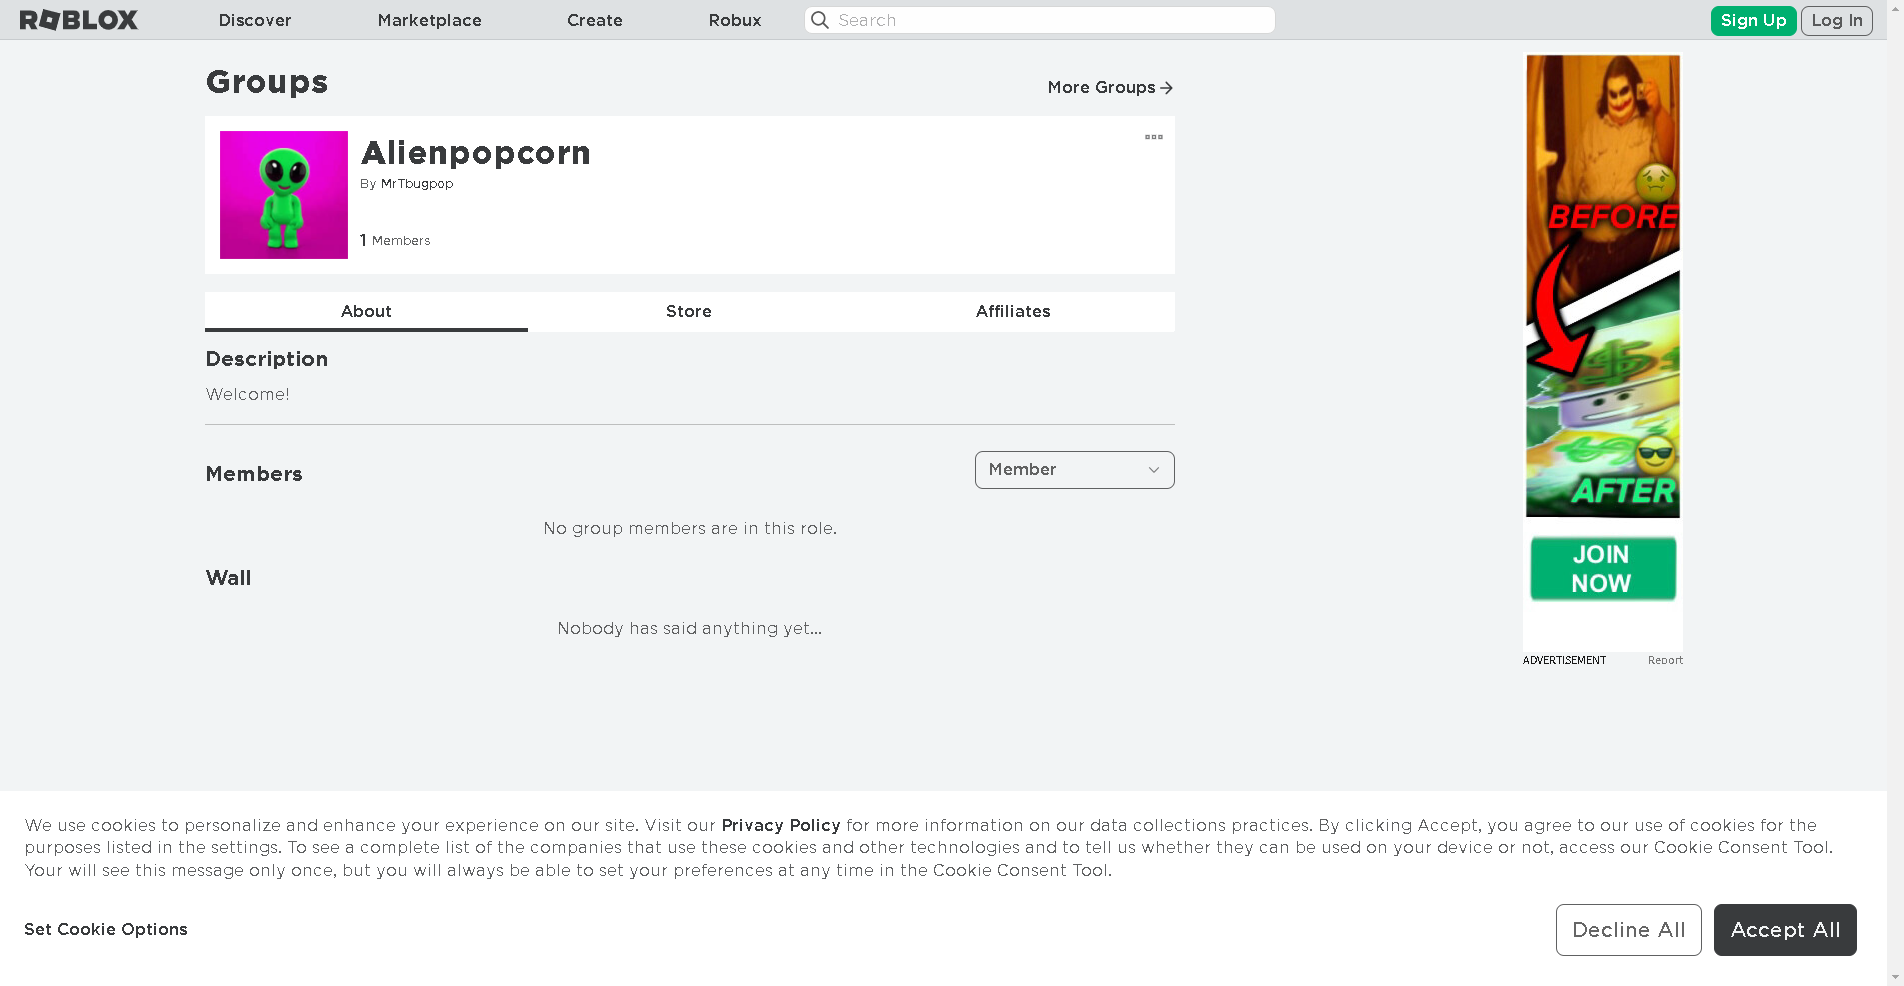 ROBLOX
Discover
Marketplace
Create
Robux
Search
Sign Up
Log In
Groups
More Groups
Alienpopcorn
By MrTbugpop
1 Members
About
Store
Affiliates
Description
Welcome!
Members
Member
No group members are in this role.
Wall
Nobody has said anything yet...
BEFORE
AFTER
JOIN
NOW
ADVERTISEMENT
Report
We use cookies to personalize and enhance your experience on our site. Visit our Privacy Policy for more information on our data collections practices. By clicking Accept, you agree to our use of cookies for the
purposes listed in the settings. To see a complete list of the companies that use these cookies and other technologies and to tell us whether they can be used on your device or not, access our Cookie Consent Tool.
Your will see this message only once, but you will always be able to set your preferences at any time in the Cookie Consent Tool.
Set Cookie Options
Decline All
Accept All